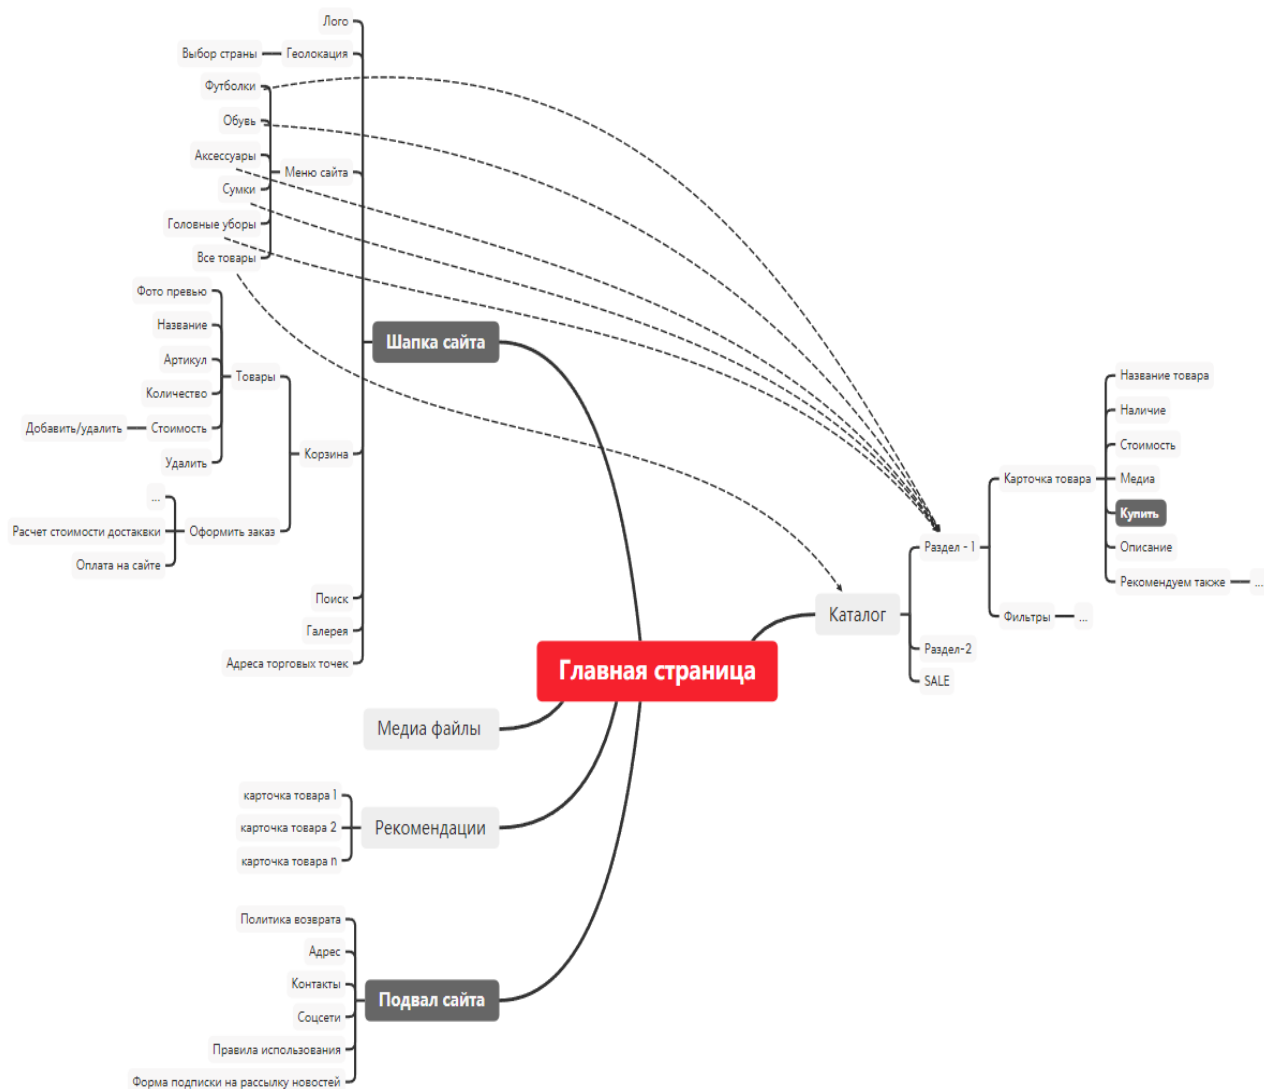 Лого
Выбор страны
Геолокация
Футболки
Обувь
Аксессуары
Меню сайта
Сумки
Головные уборы
Все товары
Фото превью
Название
Артикул
Товары
Количество
Добавить/удалить
Стоимость
Удалить
Корзина
...
Расчет стоимости достаквки
Оформить заказ
Оплата на сайте
Поиск
Галерея
Адреса торговых точек
Шапка сайта
Главная страница
Медиа файлы
карточка товара 1
карточка товара 2
Рекомендации
карточка товара n
Политика возврата
Адрес
Контакты
Подвал сайта
Соцсети
Правила использования
Форма подписки на рассылку новостей
Каталог
Раздел - 1
Раздел-2
SALE
Карточка товара
Название товара
Наличие
Стоимость
Медиа
Купить
Описание
Рекомендуем также
...
Фильтры
...